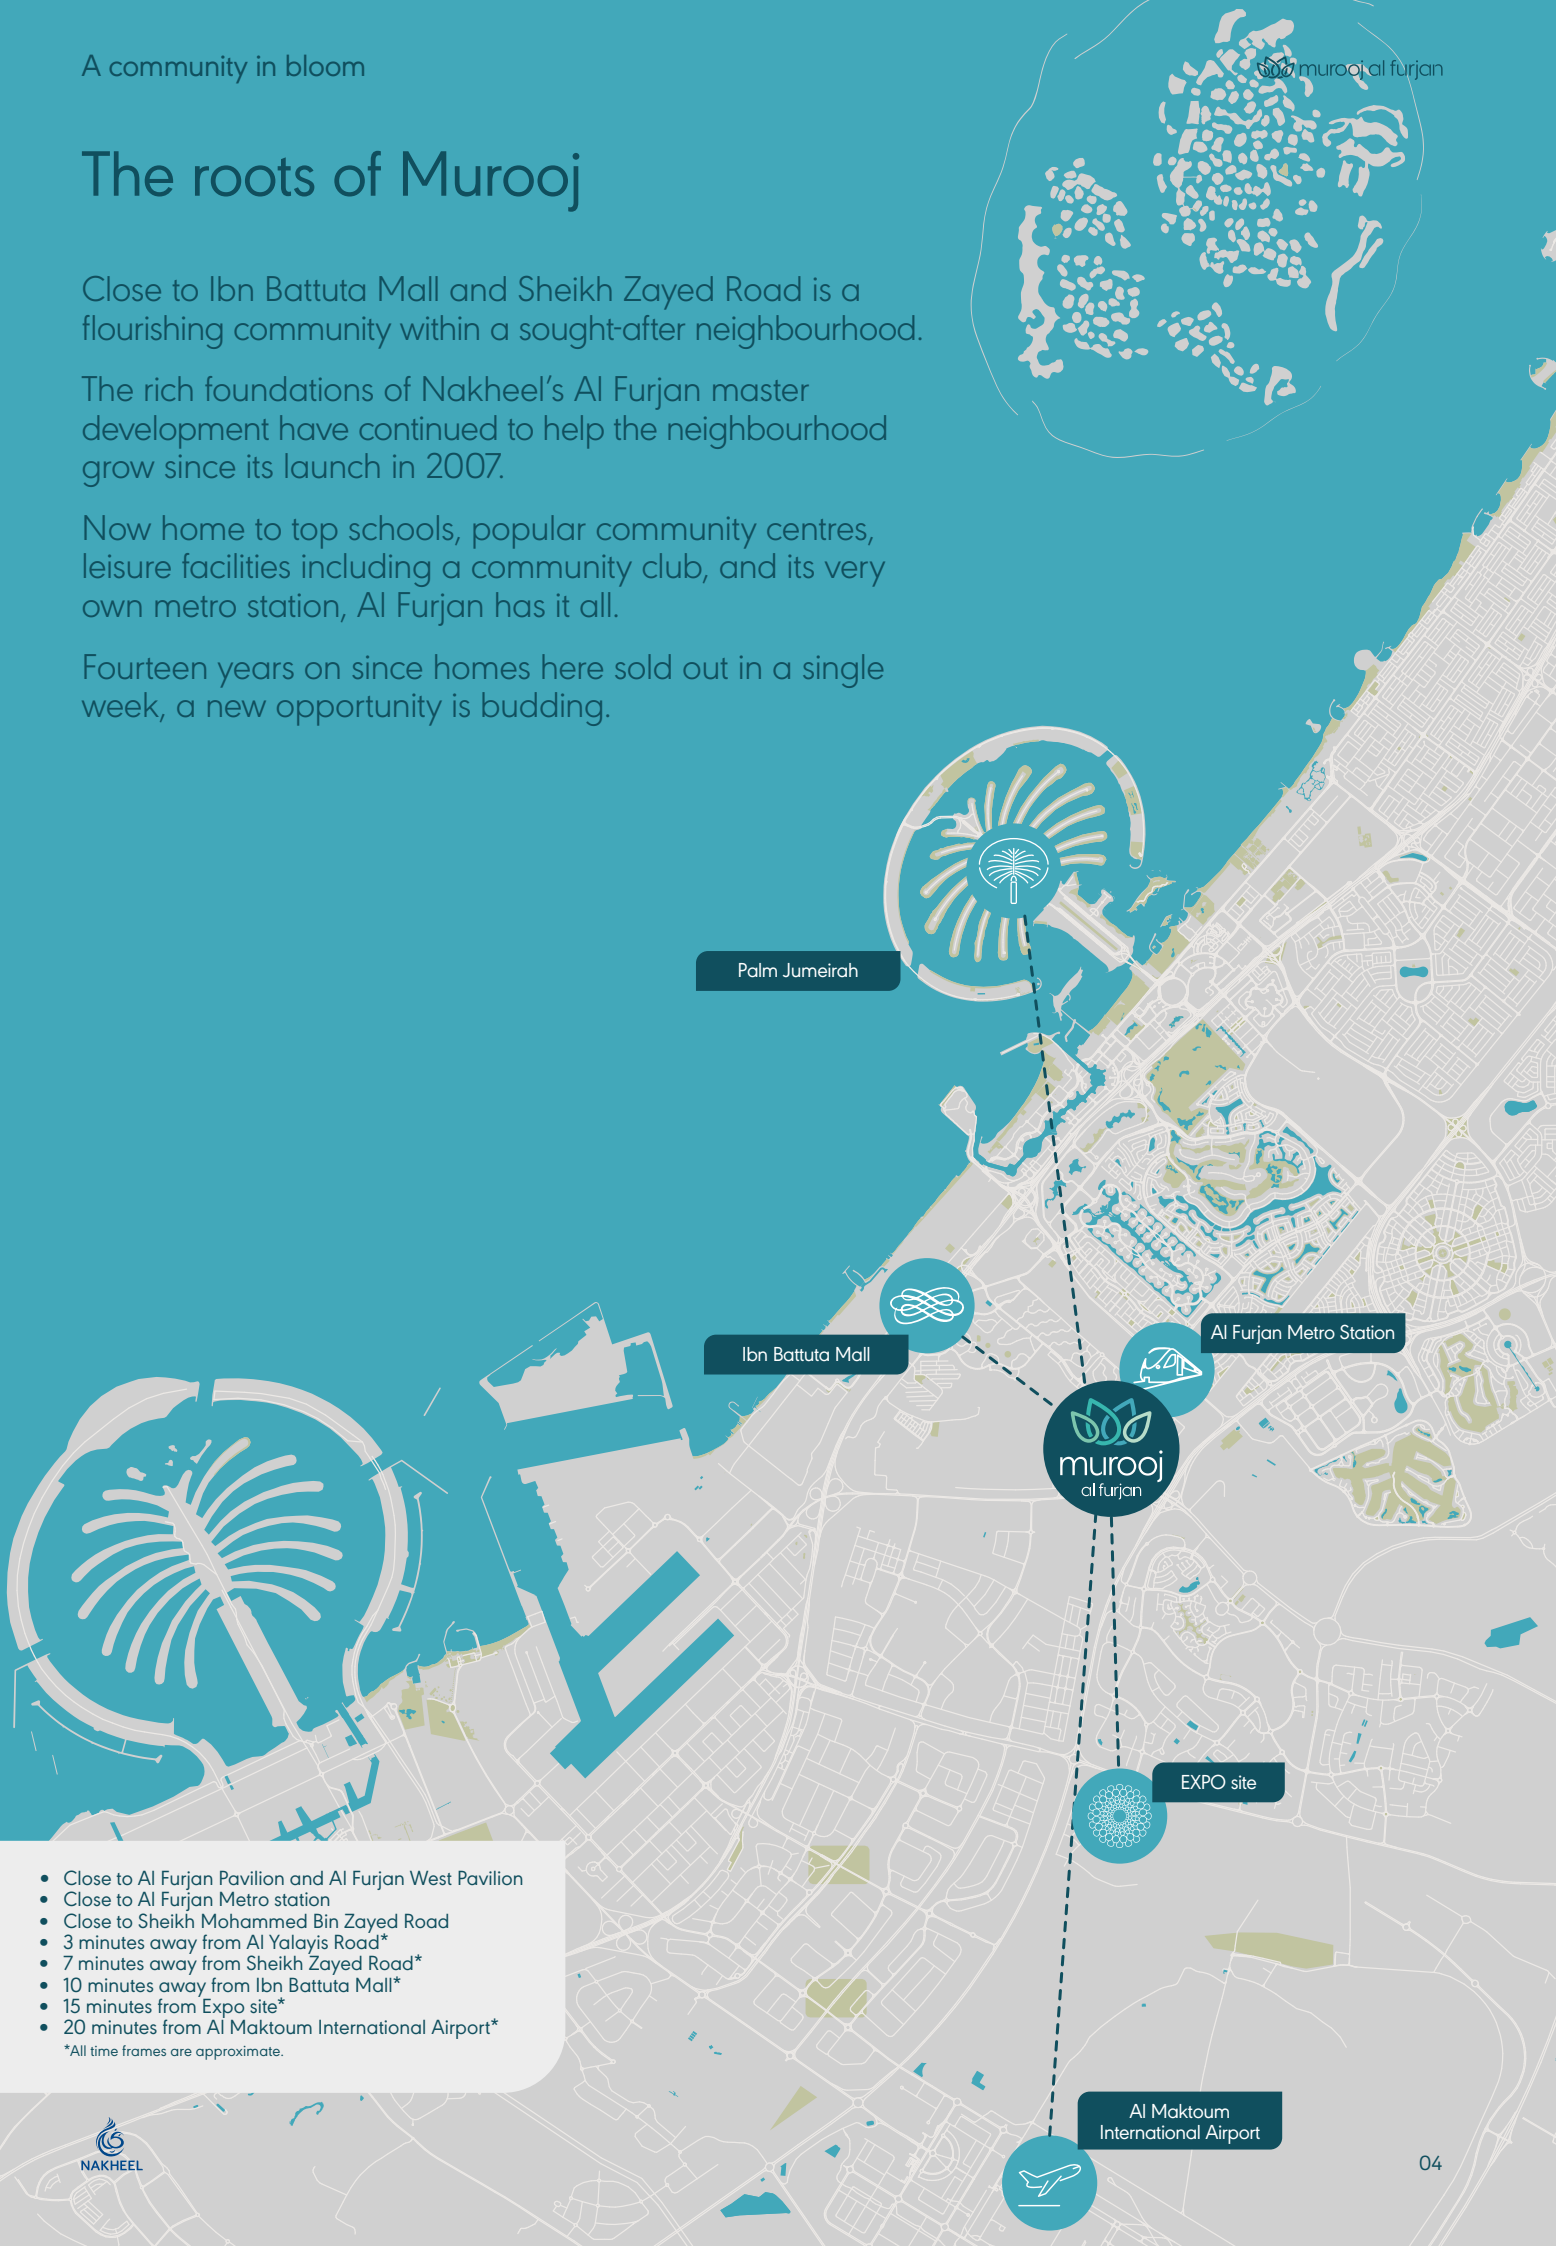 A community in bloom
murooj al furjan
The roots of Murooj
Close to Ibn Battuta Mall and Sheikh Zayed Road is a
flourishing community within a sought-after neighbourhood.
The rich foundations of Nakheel's Al Furjan master
development have continued to help the neighbourhood
grow since its launch in 2007.
Now home to top schools, popular community centres,
leisure facilities including a community club, and its very
own metro station, Al Furjan has it all.
Fourteen years on since homes here sold out in a single
week, a new opportunity is budding.
Palm Jumeirah
Al Furjan Metro Station
Ibn Battuta Mall
murooj
al furjan
EXPO site
• Close to Al Furjan Pavilion and Al Furjan West Pavilion
• Close to Al Furjan Metro station
• Close to Sheikh Mohammed Bin Zayed Road
• 3 minutes away from Al Yalayis Road*
• 7 minutes away from Sheikh Zayed Road*
• 10 minutes away from Ibn Battuta Mall*
• 15 minutes from Expo site*
• 20 minutes from Al Maktoum International Airport*
*All time frames are approximate.
Al Maktoum
International Airport
NAKHEEL
04